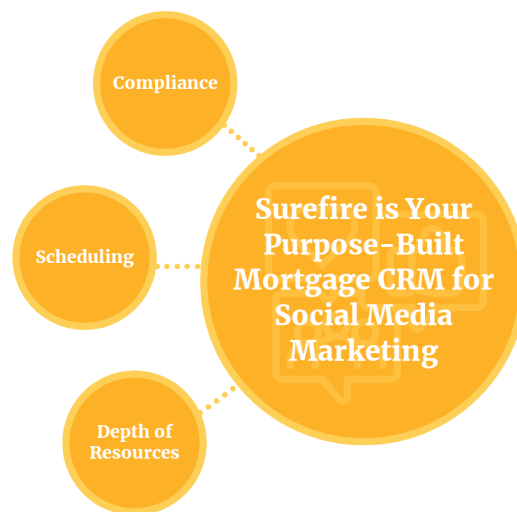 Compliance
Surefire is Your
Purpose-Built
Mortgage CRM for
Social Media
Marketing
Scheduling
Depth of
Resources